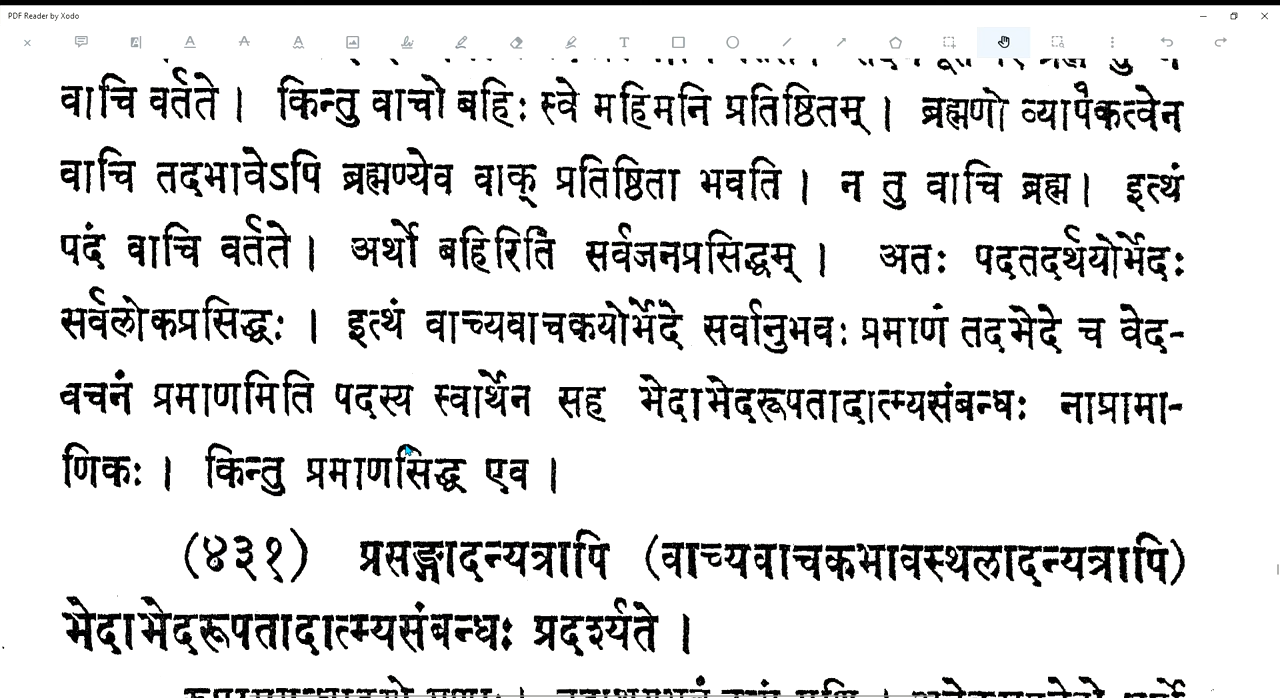 PDF Reader by Xodo
वाचि वर्तते । किन्तु वाचो बहिः स्वे महिमनि प्रतिष्ठितम् । ब्रह्मणो व्यापकत्वेन
वाचि तदभावेऽपि ब्रह्मण्येव वाक् प्रतिष्ठिता भवति । न तु वाचि ब्रह्म । इत्थं
पदं वाचि वर्तते । अर्थो बहिरिति सर्वजनप्रसिद्धम् । अतः पदतदर्थयोर्भेदः
सर्वलोकप्रसिद्धः । इत्थं वाच्यवाचकयोर्भेदे सर्वानुभवः प्रमाणं तदभेदे च वेद-
वचनं प्रमाणमिति पदस्य स्वार्थेन सह भेदाभेदरूपतादात्म्यसंबन्धः नाप्रामा-
णिकः । किन्तु प्रमाणसिद्ध एव ।
(४३१) प्रसङ्गादन्यत्रापि (वाच्यवाचकभावस्थलादन्यत्रापि)
भेदाभेदरूपतादात्म्यसंबन्धः प्रदर्श्यते ।